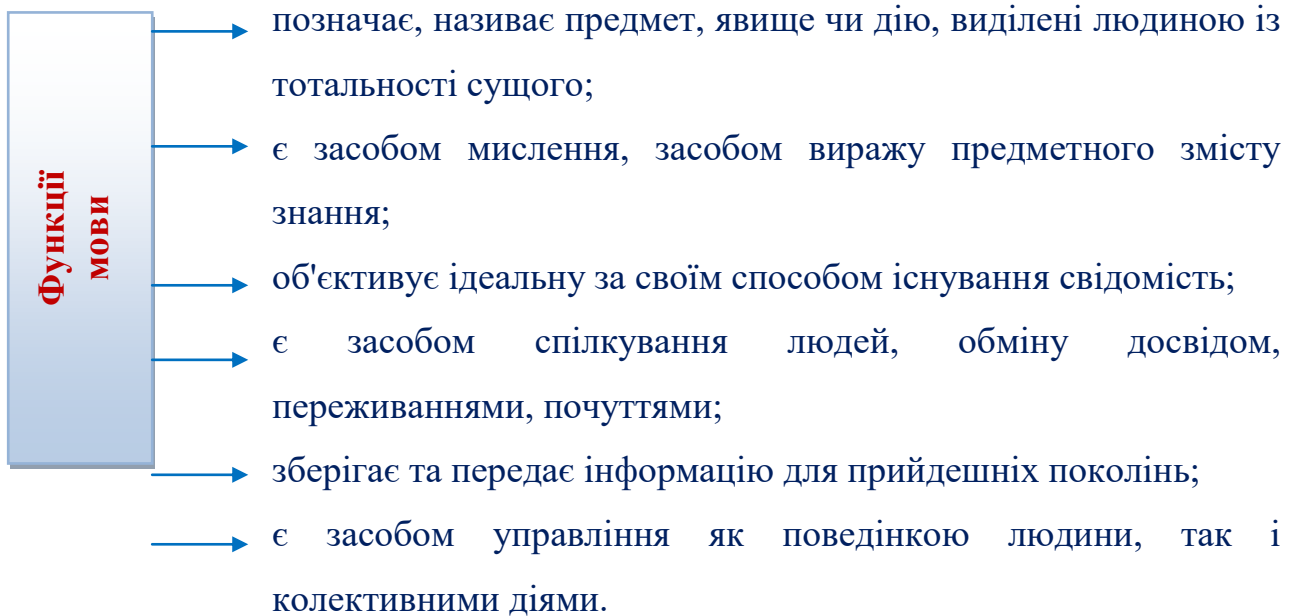 Функції
мови
позначає, називає предмет, явище чи дію, виділені людиною із
тотальності сущого;
є засобом мислення, засобом виражу предметного змісту
знання;
об'єктивує ідеальну за своїм способом існування свідомість;
є засобом спілкування людей, обміну досвідом,
переживаннями, почуттями;
зберігає та передає інформацію для прийдешніх поколінь;
є засобом управління як поведінкою людини, так і
колективними діями.